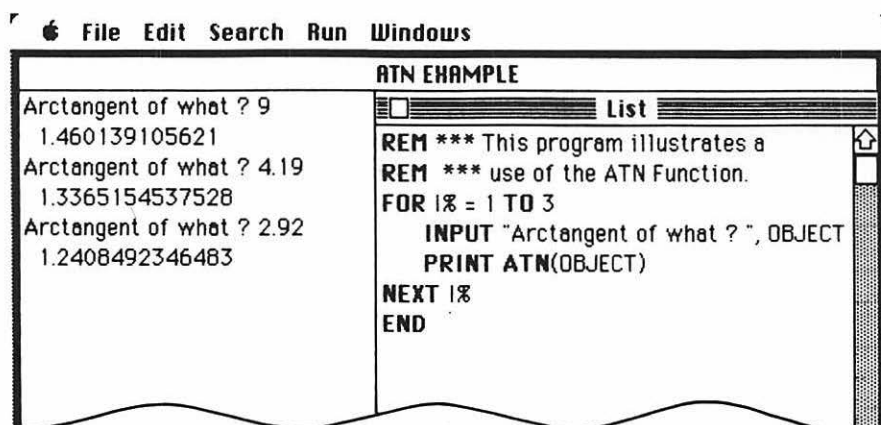 File Edit Search Run Windows
ATN EXAMPLE
Arctangent of what ? 9
1.460139105621
Arctangent of what ? 4.19
1.3365154537528
Arctangent of what ? 2.92
1.2408492346483
List
REM *** This program illustrates a
REM *** use of the ATN Function.
FOR I% = 1 TO 3
INPUT "Arctangent of what ? ", OBJECT
PRINT ATN(OBJECT)
NEXT I%
END